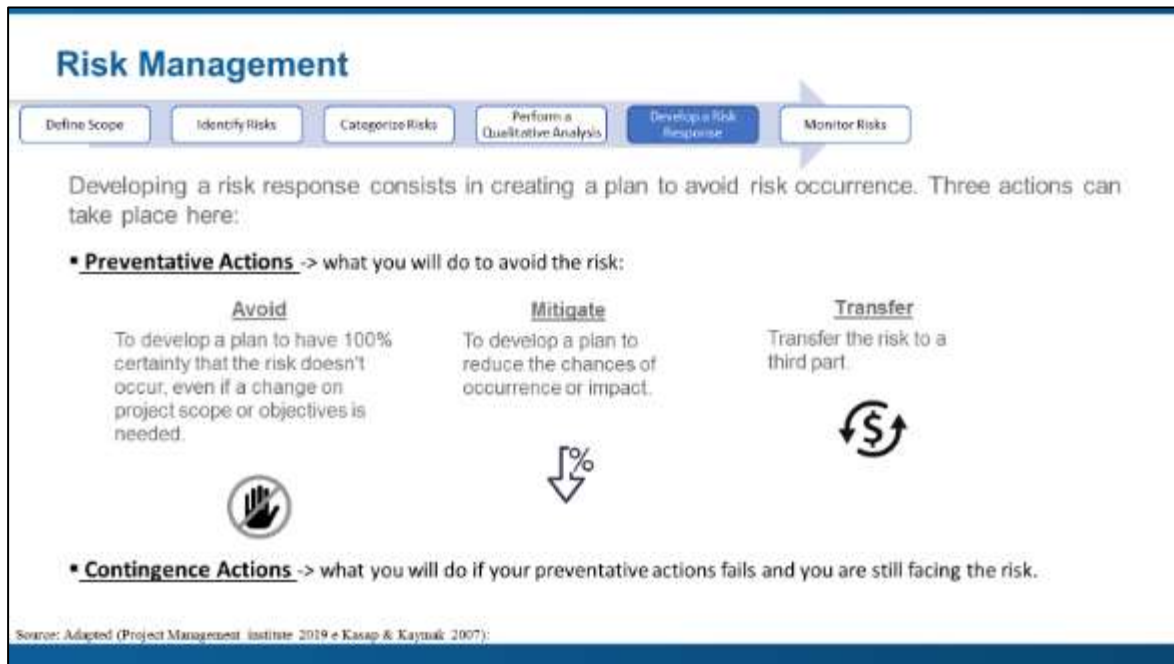 Risk Management
Define Scope
Identify Risks
Categorize Risks
Perform a
Qualitative Analysis
Develop a Risk
Response
Monitor Risks
Developing a risk response consists in creating a plan to avoid risk occurrence. Three actions can
take place here:
▪ Preventative Actions -> what you will do to avoid the risk:
Avoid
To develop a plan to have 100%
certainty that the risk doesn't
occur, even if a change on
project scope or objectives is
needed.
Mitigate
To develop a plan to
reduce the chances of
occurrence or impact.
%
Transfer
Transfer the risk to a
third part.
$
▪ Contingence Actions -> what you will do if your preventative actions fails and you are still facing the risk.
Source: Adapted (Project Management institute 2019 e Kasap & Kaymak 2007):